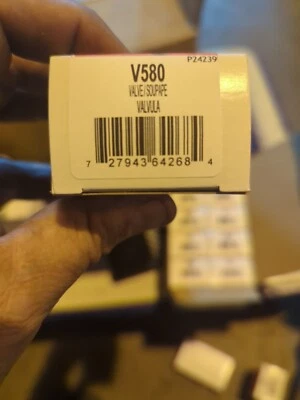 P24239
V580
VALVE/SOUPAPE
VALVULA
7 27943 64268 4